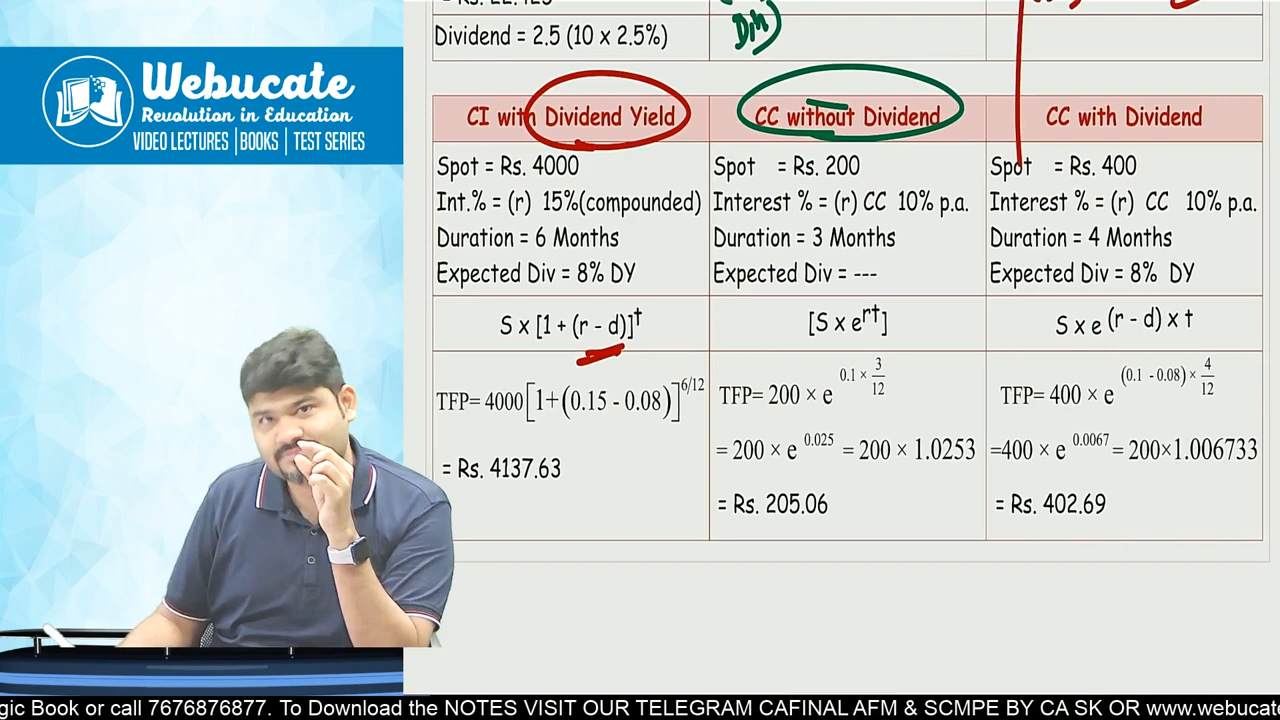 Webucate
Revolution in Education
VIDEO LECTURES | BOOKS | TEST SERIES
Dividend = 2.5 (10 x 2.5%)
Div)
CI with Dividend Yield
CC without Dividend
CC with Dividend
Spot = Rs. 4000
Int.% = (r) 15%(compounded)
Duration = 6 Months
Expected Div = 8% DY
Spot = Rs. 200
Interest % = (r) CC 10% p.a.
Duration = 3 Months
Expected Div = ---
Spot = Rs. 400
Interest % = (r) CC 10% p.a.
Duration = 4 Months
Expected Div = 8% DY
S x [1 + (r - d)]^t
[S x e^rt]
S x e^(r - d) x t
TFP= 4000[1+(0.15 - 0.08)]^6/12
= Rs. 4137.63
TFP= 200 × e^0.1 × 3/12
= 200 × e^0.025 = 200 × 1.0253
= Rs. 205.06
TFP= 400 × e^(0.1 -0.08) × 4/12
=400 × e^0.0067 = 200×1.006733
= Rs. 402.69
gic Book or call 7676876877. To Download the NOTES VISIT OUR TELEGRAM CAFINAL AFM & SCMPE BY CA SK OR www.webucate